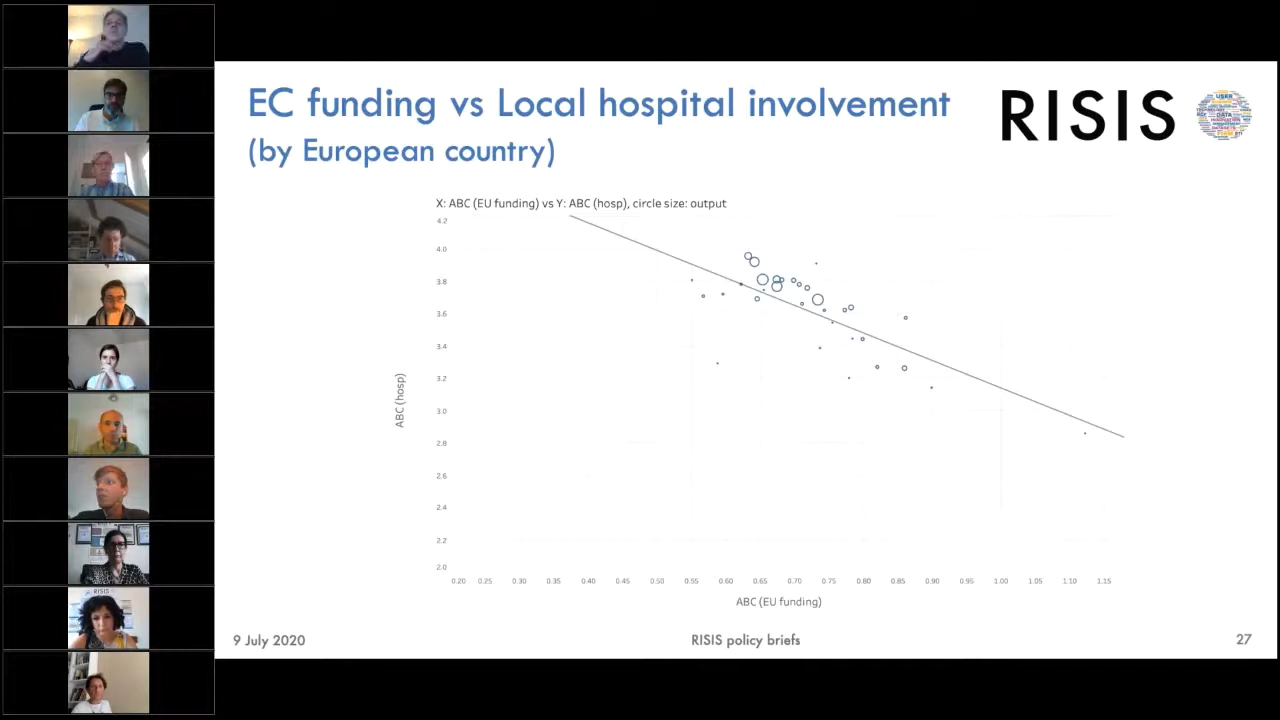 EC funding vs Local hospital involvement
(by European country)
RISIS
USER
DATA
X: ABC (EU funding) vs Y: ABC (hosp), circle size: output
4.2
4.0
3.8
3.6
3.4
3.2
3.0
2.8
2.6
2.4
2.2
2.0
ABC (hosp)
0.20 0.25 0.30 0.35 0.40 0.45 0.50 0.55 0.60 0.65 0.70 0.75 0.80 0.85 0.90 0.95 1.00 1.05 1.10 1.15
ABC (EU funding)
9 July 2020
RISIS policy briefs
27
RISIS